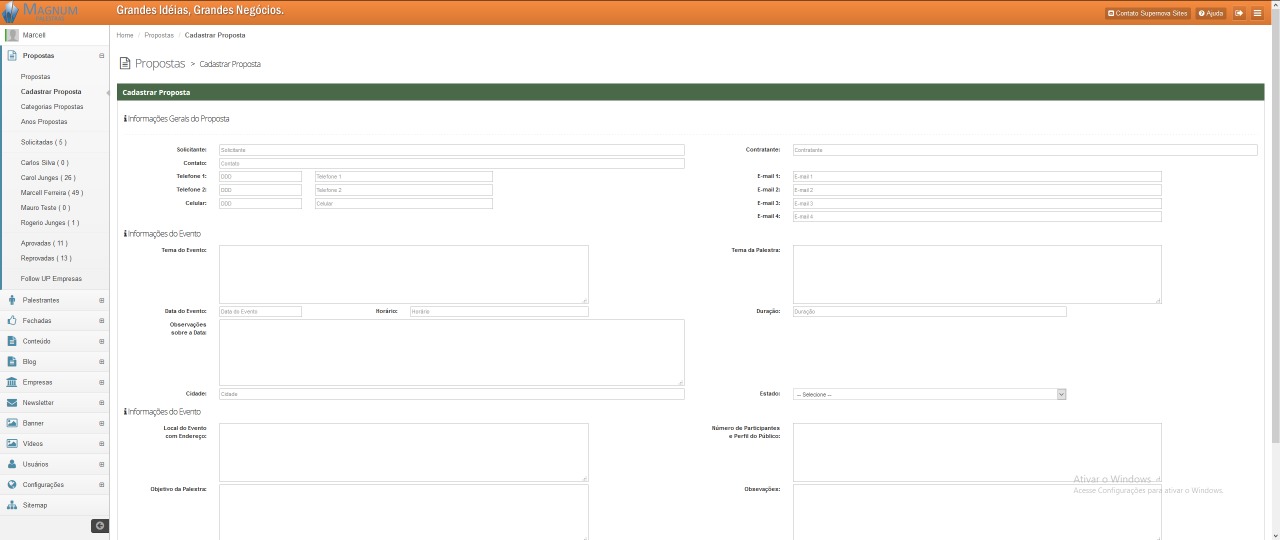 MAGNUM
Grandes Idéias, Grandes Negócios.
Contato Supernova Sites
Ajuda
Marcell
Home / Propostas / Cadastrar Proposta
Propostas
Propostas
Cadastrar Proposta
Categorias Propostas
Anos Propostas
Solicitadas ( 5 )
Carlos Silva ( 0 )
Carol Junges ( 26 )
Marcell Ferreira ( 49 )
Mauro Teste ( 0 )
Rogerio Junges ( 1 )
Aprovadas ( 11 )
Reprovadas ( 13 )
Follow UP Empresas
Palestrantes
Fechadas
Conteúdo
Blog
Empresas
Newsletter
Banner
Vídeos
Usuários
Configurações
Sitemap
Propostas > Cadastrar Proposta
Cadastrar Proposta
Informações Gerais do Proposta
Solicitante: Solicitante
Contratante: Contratante
Contato: Contato
Telefone 1: DDD Telefone 1
E-mail 1: E-mail 1
Telefone 2: DDD Telefone 2
E-mail 2: E-mail 2
Celular: DDD Celular
E-mail 3: E-mail 3
E-mail 4: E-mail 4
Informações do Evento
Tema do Evento:
Tema da Palestra:
Data do Evento: Data do Evento
Horário: Horário
Duração: Duração
Observações
sobre a Data:
Cidade: Cidade
Estado: -- Selecione --
Informações do Evento
Local do Evento
com Endereço:
Número de Participantes
e Perfil do Público:
Objetivo da Palestra:
Obsevações:
Ativar o Windows
Acesse Configurações para ativar o Windows.